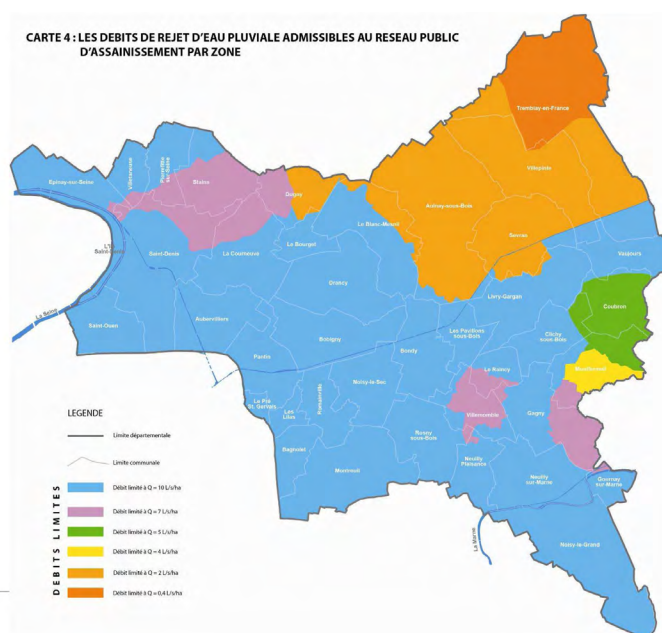 CARTE 4 : LES DEBITS DE REJET D'EAU PLUVIALE ADMISSIBLES AU RESEAU PUBLIC
D'ASSAINISSEMENT PAR ZONE
Tremblay-en-France
Villepinte
Epinay-sur-Seine
Villetaneuse
Pierrefitte
sur-Seine
Stains
Dugny
Aulnay-sous-Bois
Le Blanc-Mesnil
Sevran
Vaujours
L'Ile
Saint-Denis
Saint-Denis
La Courneuve
Le Bourget
Drancy
Livry-Gargan
Coubron
La Seine
Saint-Ouen
Aubervilliers
Bobigny
Les Pavillons
sous-Bois
Clichy
sous-Bois
Pantin
Bondy
Montfermeil
Le Raincy
Noisy-le-Sec
Le Pré
St. Gervais
Les
Lilas
Romainville
Villemomble
Gagny
Rosny
sous-Bois
Bagnolet
Montreuil
Neuilly
Plaisance
Neuilly
sur-Marne
Gournay
sur-Marne
La Marne
Noisy-le-Grand
LEGENDE
Limite départementale
Limite communale
DEBITS LIMITES
Débit limité à Q = 10 L/s/ha
Débit limité à Q = 7 L/s/ha
Débit limité à Q = 5 L/s/ha
Débit limité à Q = 4 L/s/ha
Débit limité à Q = 2 L/s/ha
Débit limité à Q = 0,4 L/s/ha